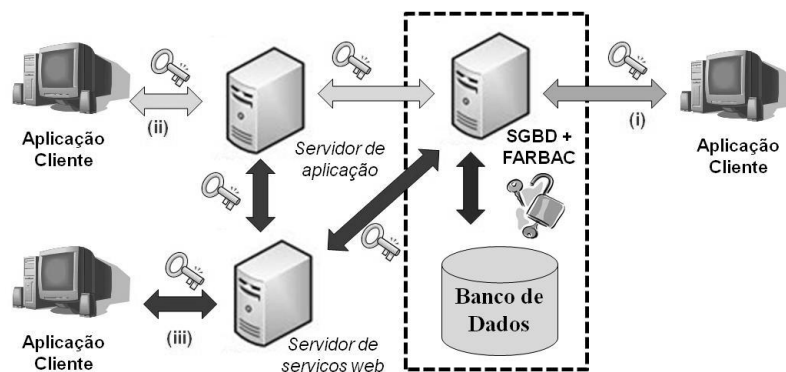 (ii)
(i)
Aplicação
Cliente
Servidor de
aplicação
SGBD +
FARBAC
Aplicação
Cliente
Banco de
Dados
(iii)
Aplicação
Cliente
Servidor de
serviços web